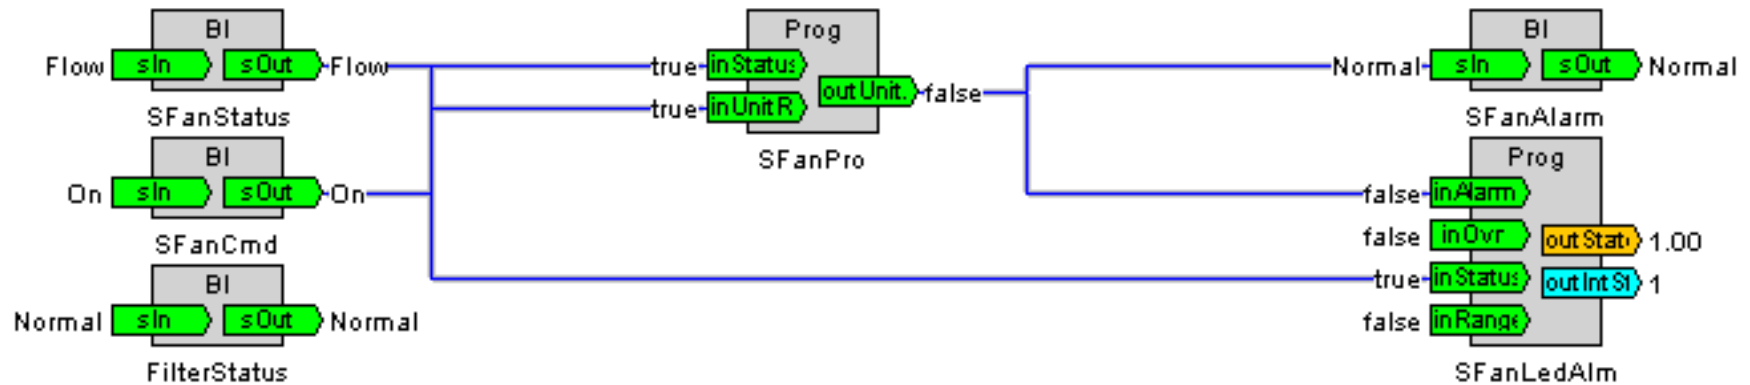 BI
Flow sIn sOut Flow
SFanStatus
BI
On sIn sOut On
SFanCmd
BI
Normal sIn sOut Normal
FilterStatus
Prog
true inStatus
true inUnitR
outUnit. false
SFanPro
BI
Normal sIn sOut Normal
SFanAlarm
Prog
false inAlarm
false inOvr
outStat 1.00
true inStatus
outIntSt 1
false inRange
SFanLedAlm